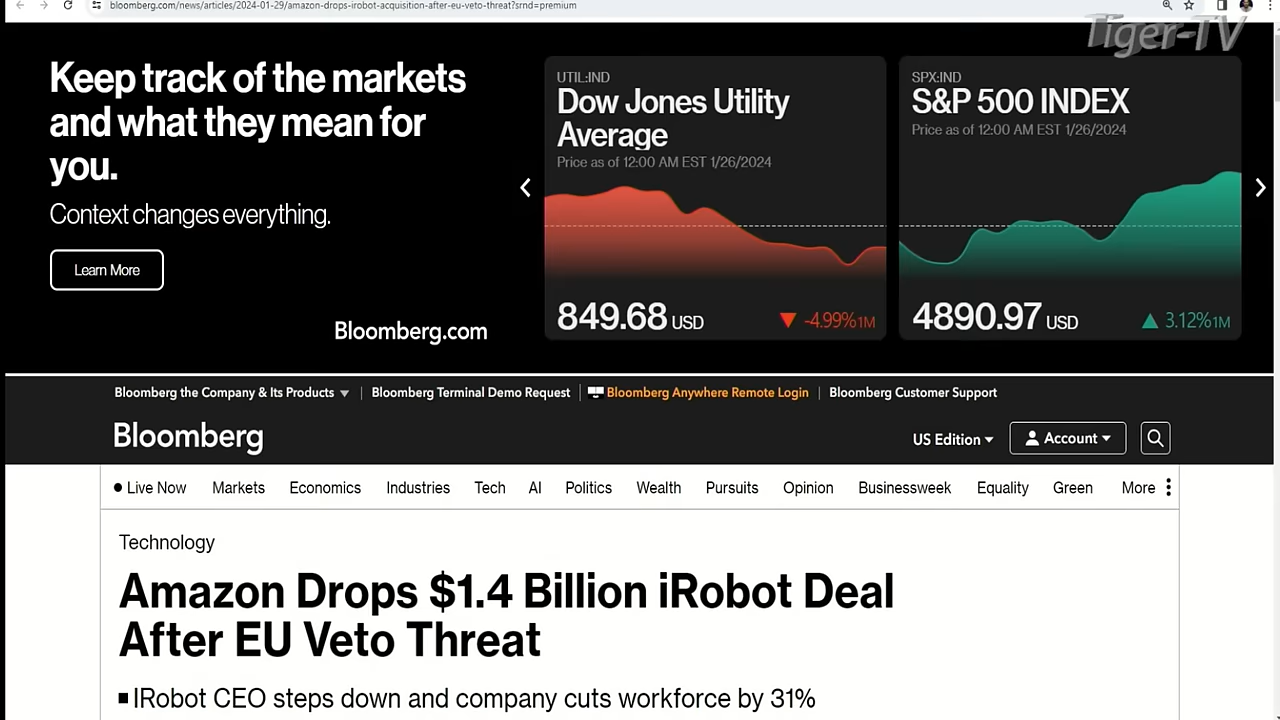 bloomberg.com/news/articles/2024-01-29/amazon-drops-irobot-acquisition-after-eu-veto-threat?srnd=premium
Tiger-TV
Keep track of the markets
and what they mean for
you.
Context changes everything.
Learn More
Bloomberg.com
UTIL:IND
Dow Jones Utility
Average
Price as of 12:00 AM EST 1/26/2024
849.68 USD
-4.99% 1M
SPX:IND
S&P 500 INDEX
Price as of 12:00 AM EST 1/26/2024
4890.97 USD
3.12% 1M
Bloomberg the Company & Its Products
Bloomberg Terminal Demo Request
Bloomberg Anywhere Remote Login
Bloomberg Customer Support
Bloomberg
US Edition
Account
Live Now Markets Economics Industries Tech AI Politics Wealth Pursuits Opinion Businessweek Equality Green More
Technology
Amazon Drops $1.4 Billion iRobot Deal
After EU Veto Threat
IRobot CEO steps down and company cuts workforce by 31%